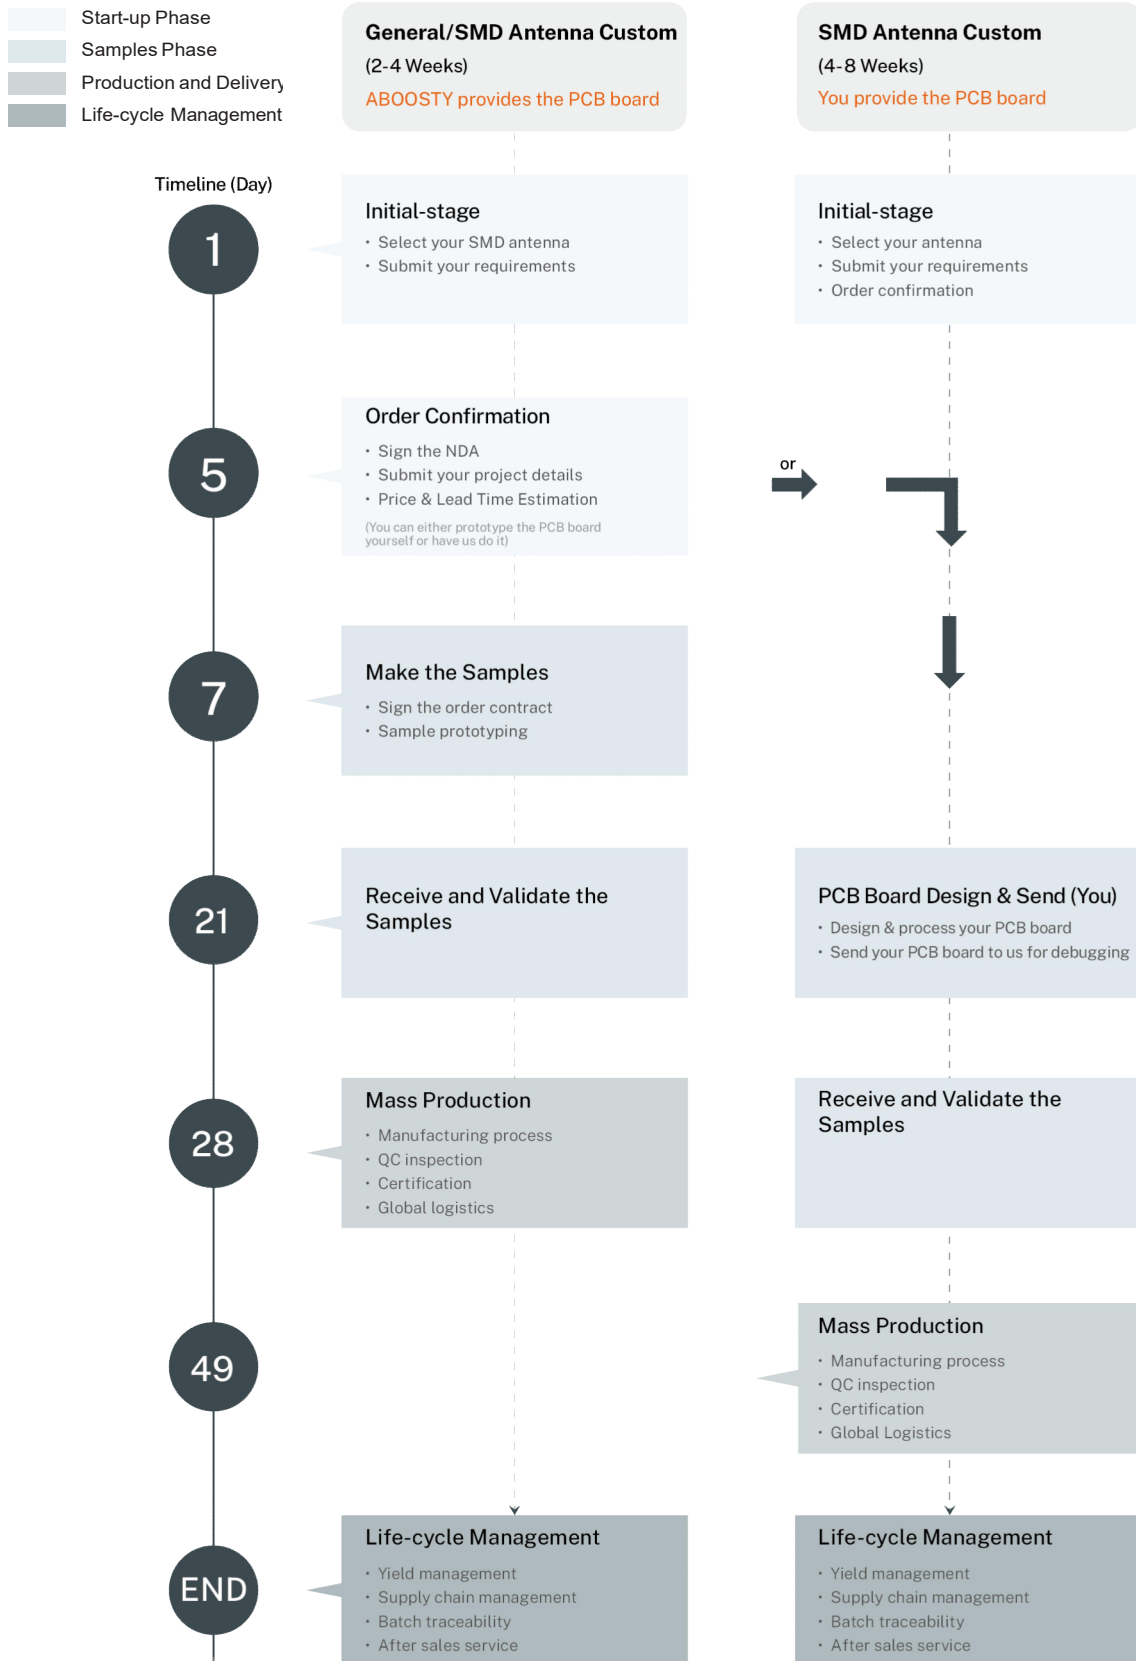 Start-up Phase
Samples Phase
Production and Delivery
Life-cycle Management
General/SMD Antenna Custom
(2-4 Weeks)
ABOOSTY provides the PCB board
SMD Antenna Custom
(4-8 Weeks)
You provide the PCB board
Timeline (Day)
1
Initial-stage
• Select your SMD antenna
• Submit your requirements
Initial-stage
• Select your antenna
• Submit your requirements
• Order confirmation
5
Order Confirmation
• Sign the NDA
• Submit your project details
• Price & Lead Time Estimation
(You can either prototype the PCB board
yourself or have us do it)
or
7
Make the Samples
• Sign the order contract
• Sample prototyping
21
Receive and Validate the
Samples
PCB Board Design & Send (You)
• Design & process your PCB board
• Send your PCB board to us for debugging
28
Mass Production
• Manufacturing process
• QC inspection
• Certification
• Global logistics
Receive and Validate the
Samples
49
Mass Production
• Manufacturing process
• QC inspection
• Certification
• Global Logistics
END
Life-cycle Management
• Yield management
• Supply chain management
• Batch traceability
• After sales service
Life-cycle Management
• Yield management
• Supply chain management
• Batch traceability
• After sales service